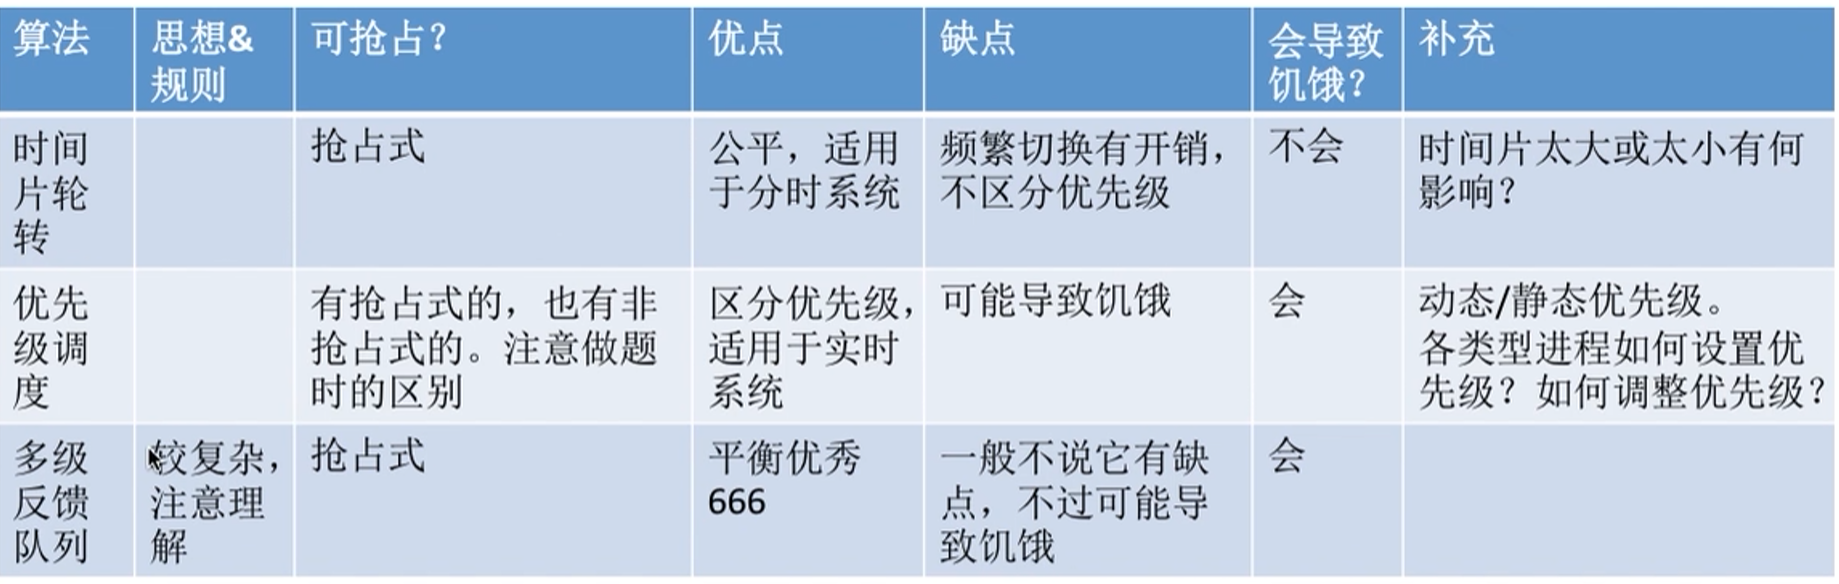 算法
思想&
规则
可抢占？
优点
缺点
会导致
饥饿？
补充
时间
片轮
转
抢占式
公平，适用
于分时系统
频繁切换有开销，
不区分优先级
不会
时间片太大或太小有何
影响？
优先
级调
度
有抢占式的，也有非
抢占式的。注意做题
时的区别
区分优先级，
适用于实时
系统
可能导致饥饿
会
动态/静态优先级。
各类型进程如何设置优
先级？如何调整优先级？
多级
反馈
队列
较复杂，
注意理
解
抢占式
平衡优秀
666
一般不说它有缺
点，不过可能导
致饥饿
会